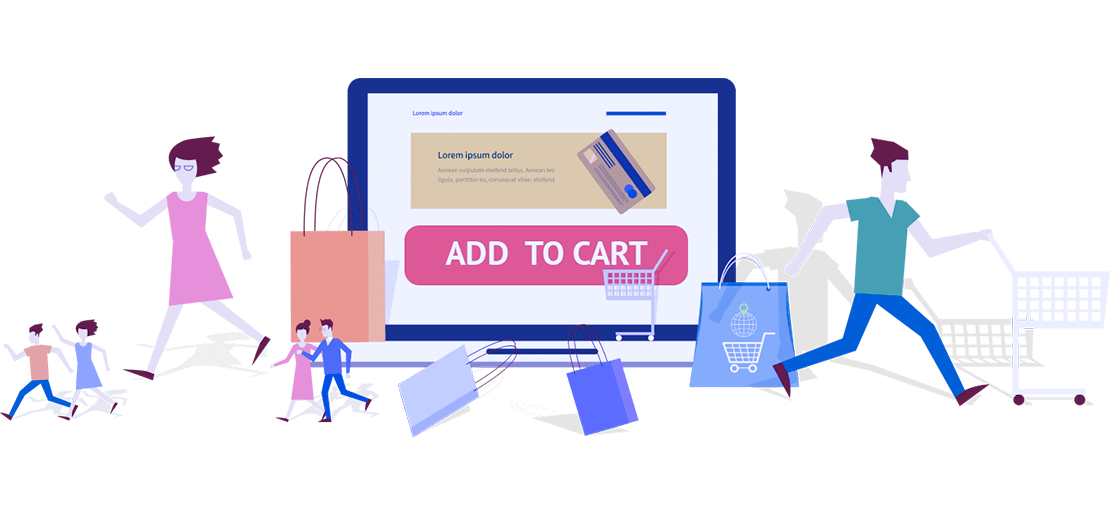 Lorem ipsum dolor
Lorem ipsum dolor
Aenean vulputate eleifend tellus. Aenean leo
ligula, porttitor eu, consequat vitae, eleifend
ADD TO CART